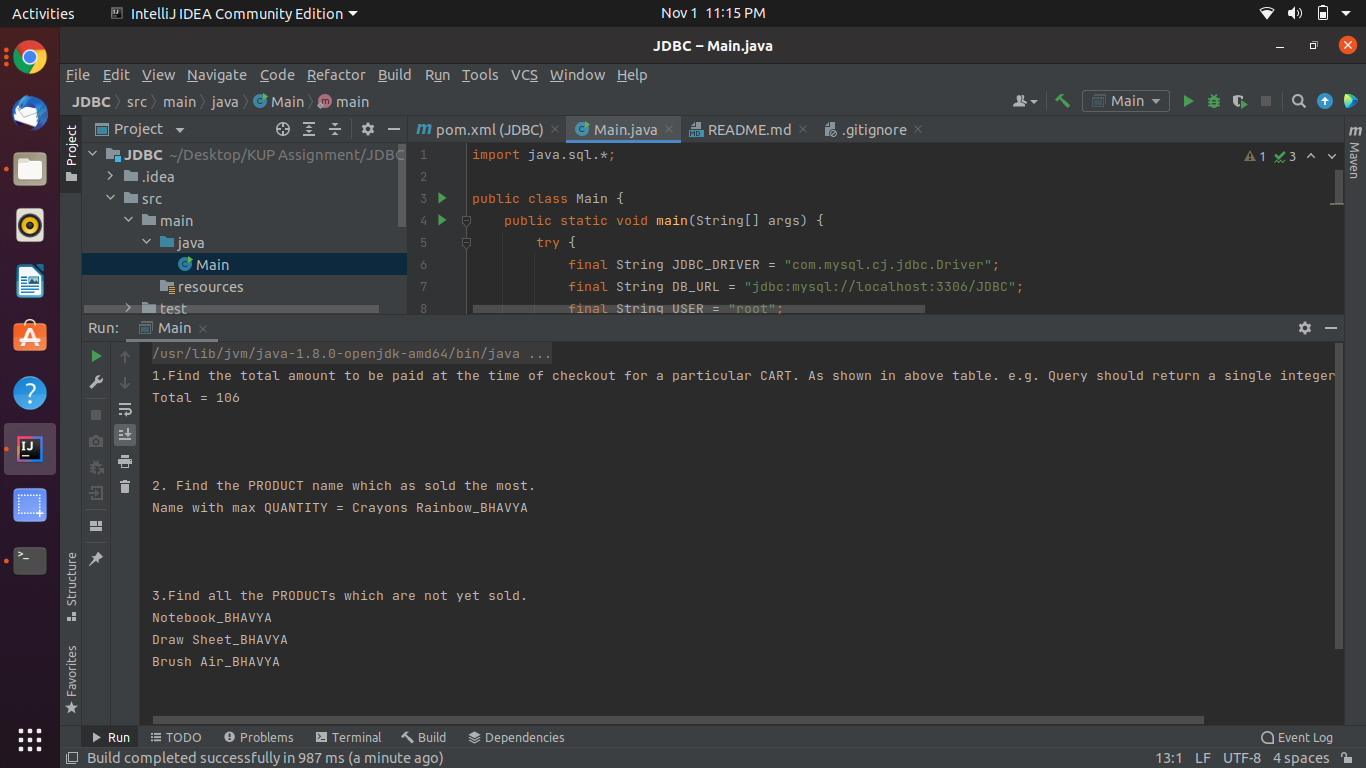 Activities IntelliJ IDEA Community Edition Nov 1 11:15 PM
JDBC – Main.java
File Edit View Navigate Code Refactor Build Run Tools VCS Window Help
JDBC src main java Main main Main
Project pom.xml (JDBC) Main.java README.md .gitignore
JDBC ~/Desktop/KUP Assignment/JDBC
.idea
src
main
java
Main
resources
test
1 import java.sql.*;
2
3 public class Main {
4 public static void main(String[] args) {
5 try {
6 final String JDBC_DRIVER = "com.mysql.cj.jdbc.Driver";
7 final String DB_URL = "jdbc:mysql://localhost:3306/JDBC";
8 final String USER = "root";
1 3
Project
Maven
Run: Main
/usr/lib/jvm/java-1.8.0-openjdk-amd64/bin/java ...
1.Find the total amount to be paid at the time of checkout for a particular CART. As shown in above table. e.g. Query should return a single integer
Total = 106
2. Find the PRODUCT name which as sold the most.
Name with max QUANTITY = Crayons Rainbow_BHAVYA
3.Find all the PRODUCTs which are not yet sold.
Notebook_BHAVYA
Draw Sheet_BHAVYA
Brush Air_BHAVYA
Structure
Favorites
Run TODO Problems Terminal Build Dependencies Event Log
Build completed successfully in 987 ms (a minute ago) 13:1 LF UTF-8 4 spaces